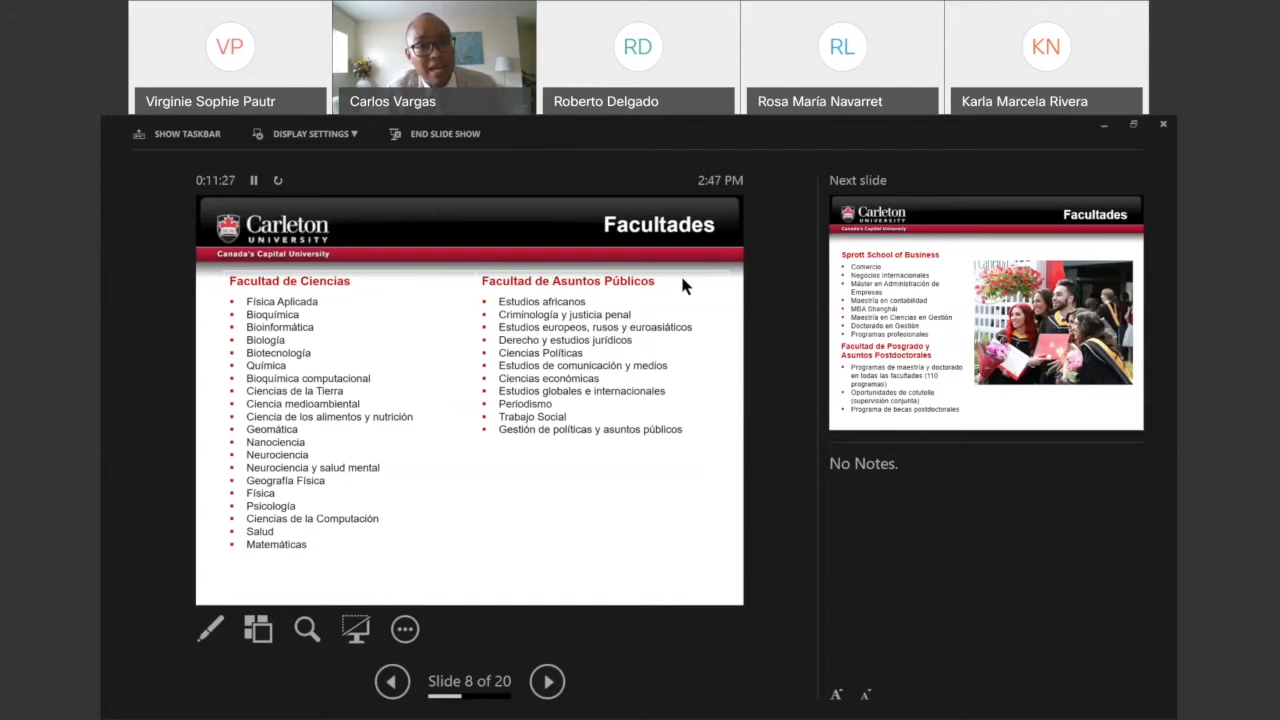 VP
RD
RL
KN
Virginie Sophie Pautr
Carlos Vargas
Roberto Delgado
Rosa María Navarret
Karla Marcela Rivera
SHOW TASKBAR
DISPLAY SETTINGS ▼
END SLIDE SHOW
0:11:27
2:47 PM
Carleton
UNIVERSITY
Canada's Capital University
Facultades
Facultad de Ciencias
Física Aplicada
Bioquímica
Bioinformática
Biología
Biotecnología
Química
Bioquímica computacional
Ciencias de la Tierra
Ciencia medioambiental
Ciencia de los alimentos y nutrición
Geomática
Nanociencia
Neurociencia
Neurociencia y salud mental
Geografía Física
Física
Psicología
Ciencias de la Computación
Salud
Matemáticas
Facultad de Asuntos Públicos
Estudios africanos
Criminología y justicia penal
Estudios europeos, rusos y euroasiáticos
Derecho y estudios jurídicos
Ciencias Políticas
Estudios de comunicación y medios
Ciencias económicas
Estudios globales e internacionales
Periodismo
Trabajo Social
Gestión de políticas y asuntos públicos
Slide 8 of 20
Next slide
Carleton
UNIVERSITY
Canada's Capital University
Facultades
Sprott School of Business
Comercio
Negocios Internacionales
Máster en Administración de
Empresas
Maestría en contabilidad
MBA Shanghái
Maestría en Ciencias en Gestión
Doctorado en Gestión
Programas profesionales
Facultad de Posgrado y
Asuntos Postdoctorales
Programas de maestría y doctorado
en todas las facultades (110
programas)
Oportunidades de cotutelle
(supervisión conjunta)
Programa de becas postdoctorales
No Notes.
A
A